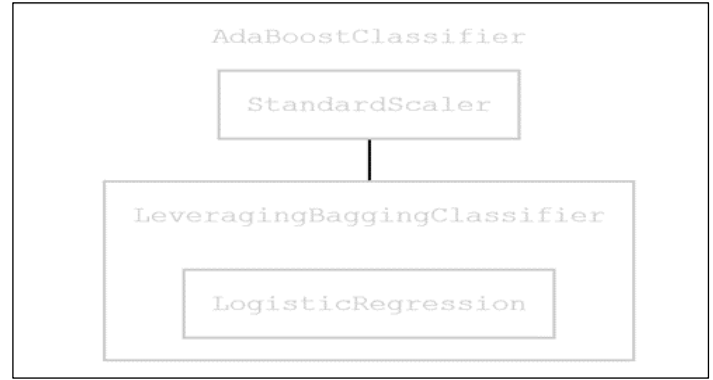 AdaBoostClassifier
StandardScaler
LeveragingBaggingClassifier
LogisticRegression